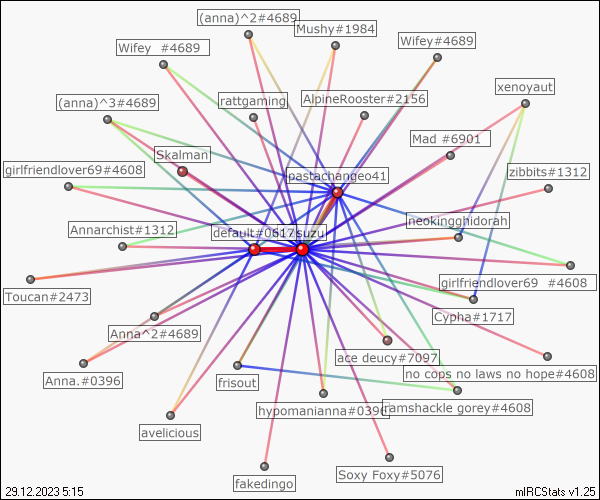 (anna)^2#4689
Mushy#1984
Wifey #4689
Wifey#4689
xenoyaut
(anna)^3#4689
rattgaming
AlpineRooster#2156
Mad #6901
Skalman
girlfriendlover69#4608
pastachangeo41
zibbits#1312
Annarchist#1312
default#0617
suzu
neokingghidorah
Toucan#2473
girlfriendlover69 #4608
Cypha#1717
Anna^2#4689
ace deucy#7097
Anna.#0396
frisout
no cops no laws no hope#4608
hypomanianna#0396
ramshackle gorey#4608
avelicious
fakedingo
Soxy Foxy#5076
29.12.2023 5:15
mIRCStats v1.25